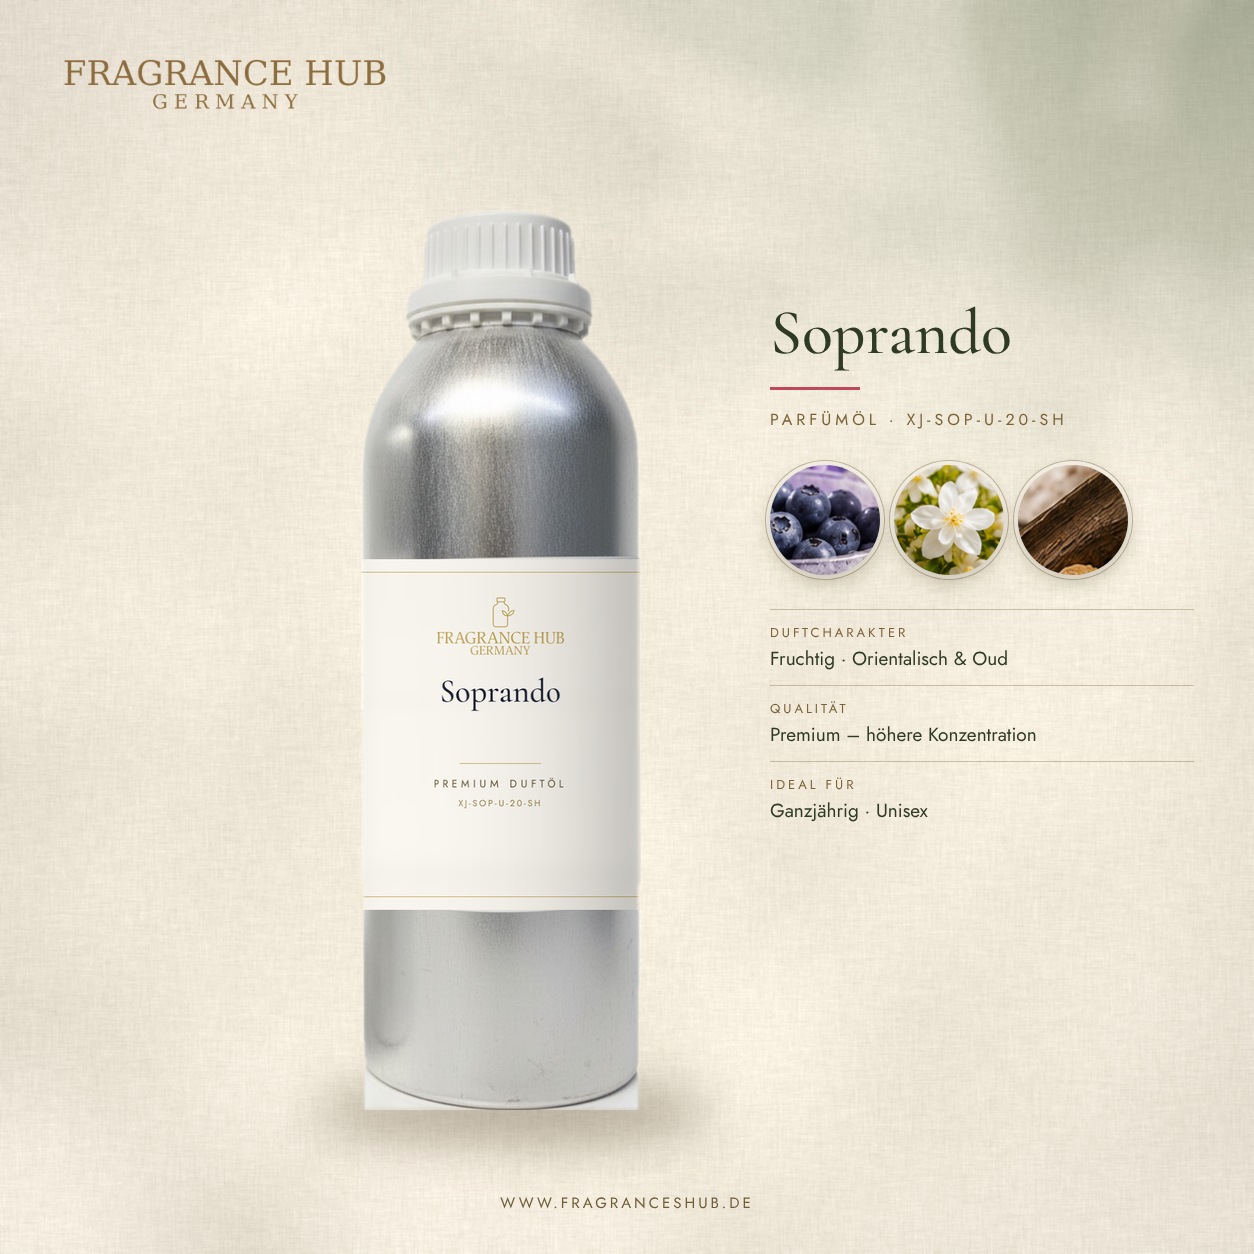 FRAGRANCE HUB
GERMANY
Soprando
PARFÜMÖL · XJ-SOP-U-20-SH
DUFTCHARAKTER
Fruchtig · Orientalisch & Oud
QUALITÄT
Premium – höhere Konzentration
IDEAL FÜR
Ganzjährig · Unisex
FRAGRANCE HUB
GERMANY
Soprando
PREMIUM DUFTÖL
XJ-SOP-U-20-SH
WWW.FRAGRANCESHUB.DE